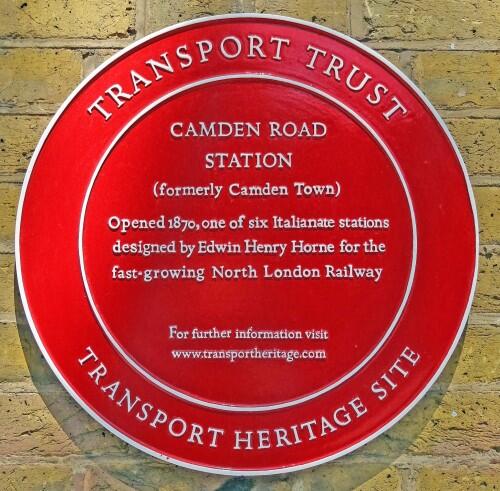 TRANSPORT TRUST
CAMDEN ROAD
STATION
(formerly Camden Town)
Opened 1870, one of six Italianate stations
designed by Edwin Henry Horne for the
fast-growing North London Railway
For further information visit
www.transportheritage.com
TRANSPORT HERITAGE SITE